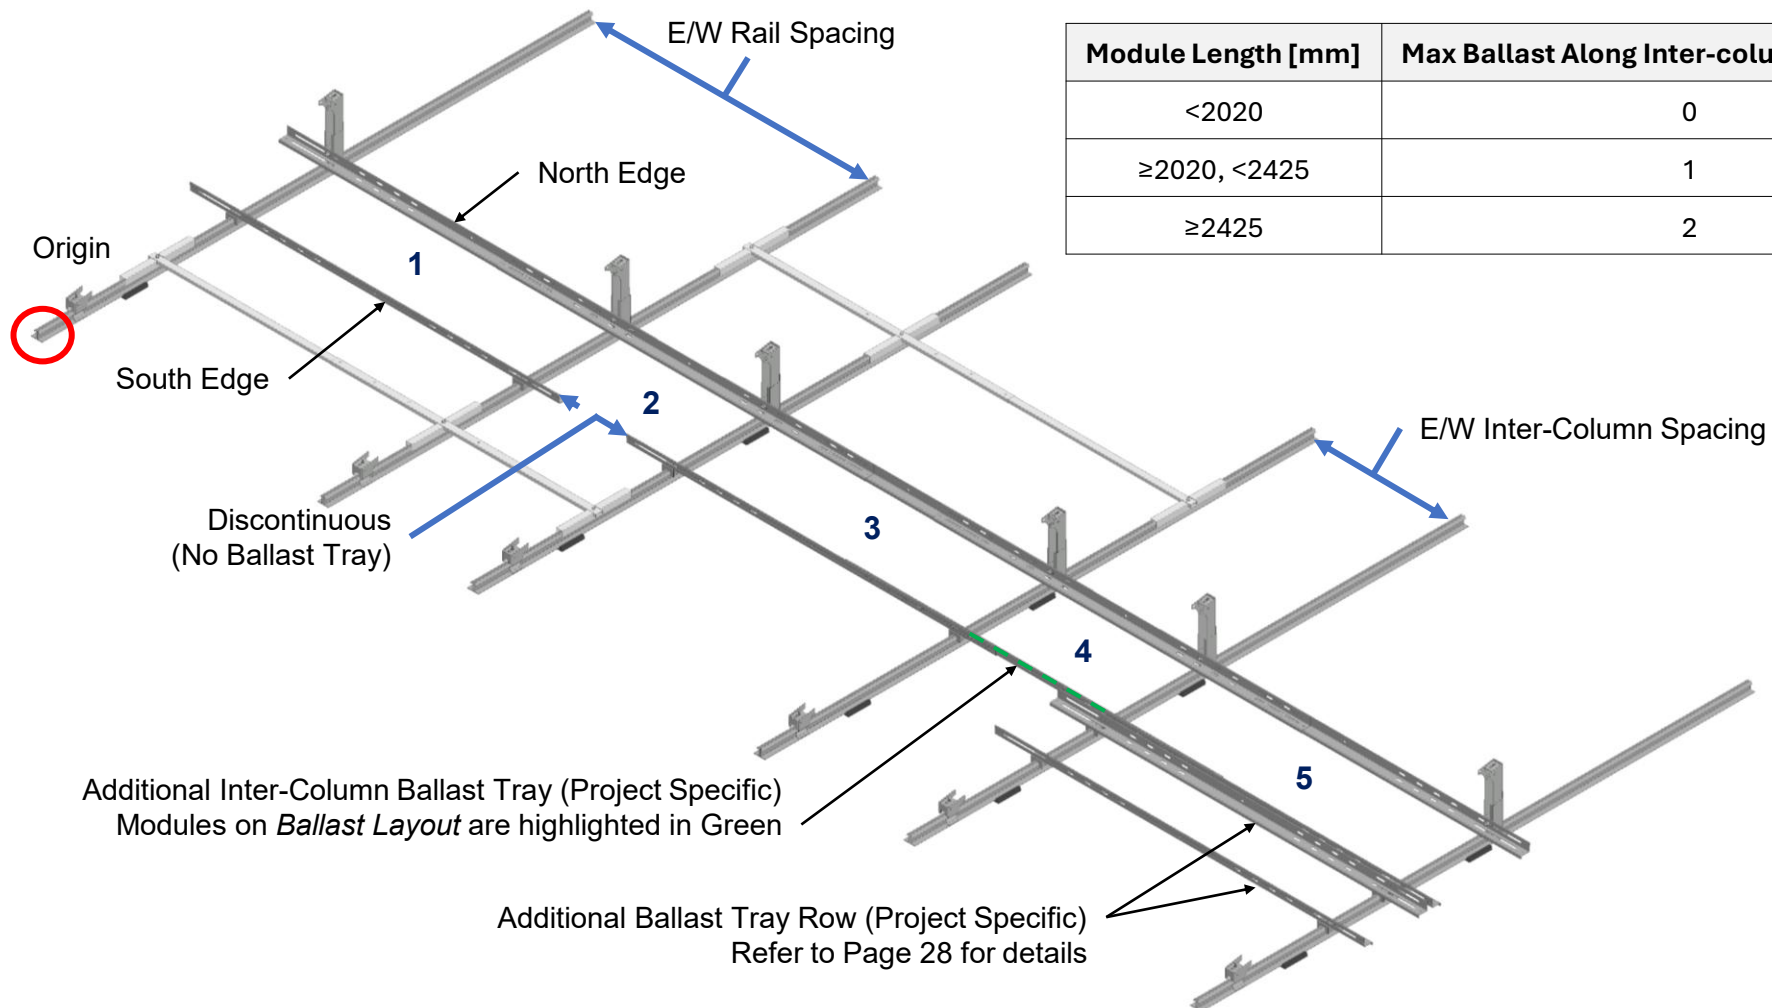 E/W Rail Spacing
Module Length [mm] Max Ballast Along
<2020 0
≥2020, <2425 1
≥2425 2
North Edge
Origin
1
South Edge
2
E/W Inter-Column Spacing
Discontinuous
(No Ballast Tray)
3
4
5
Additional Inter-Column Ballast Tray (Project Specific)
Modules on Ballast Layout are highlighted in Green
Additional Ballast Tray Row (Project Specific)
Refer to Page 28 for details